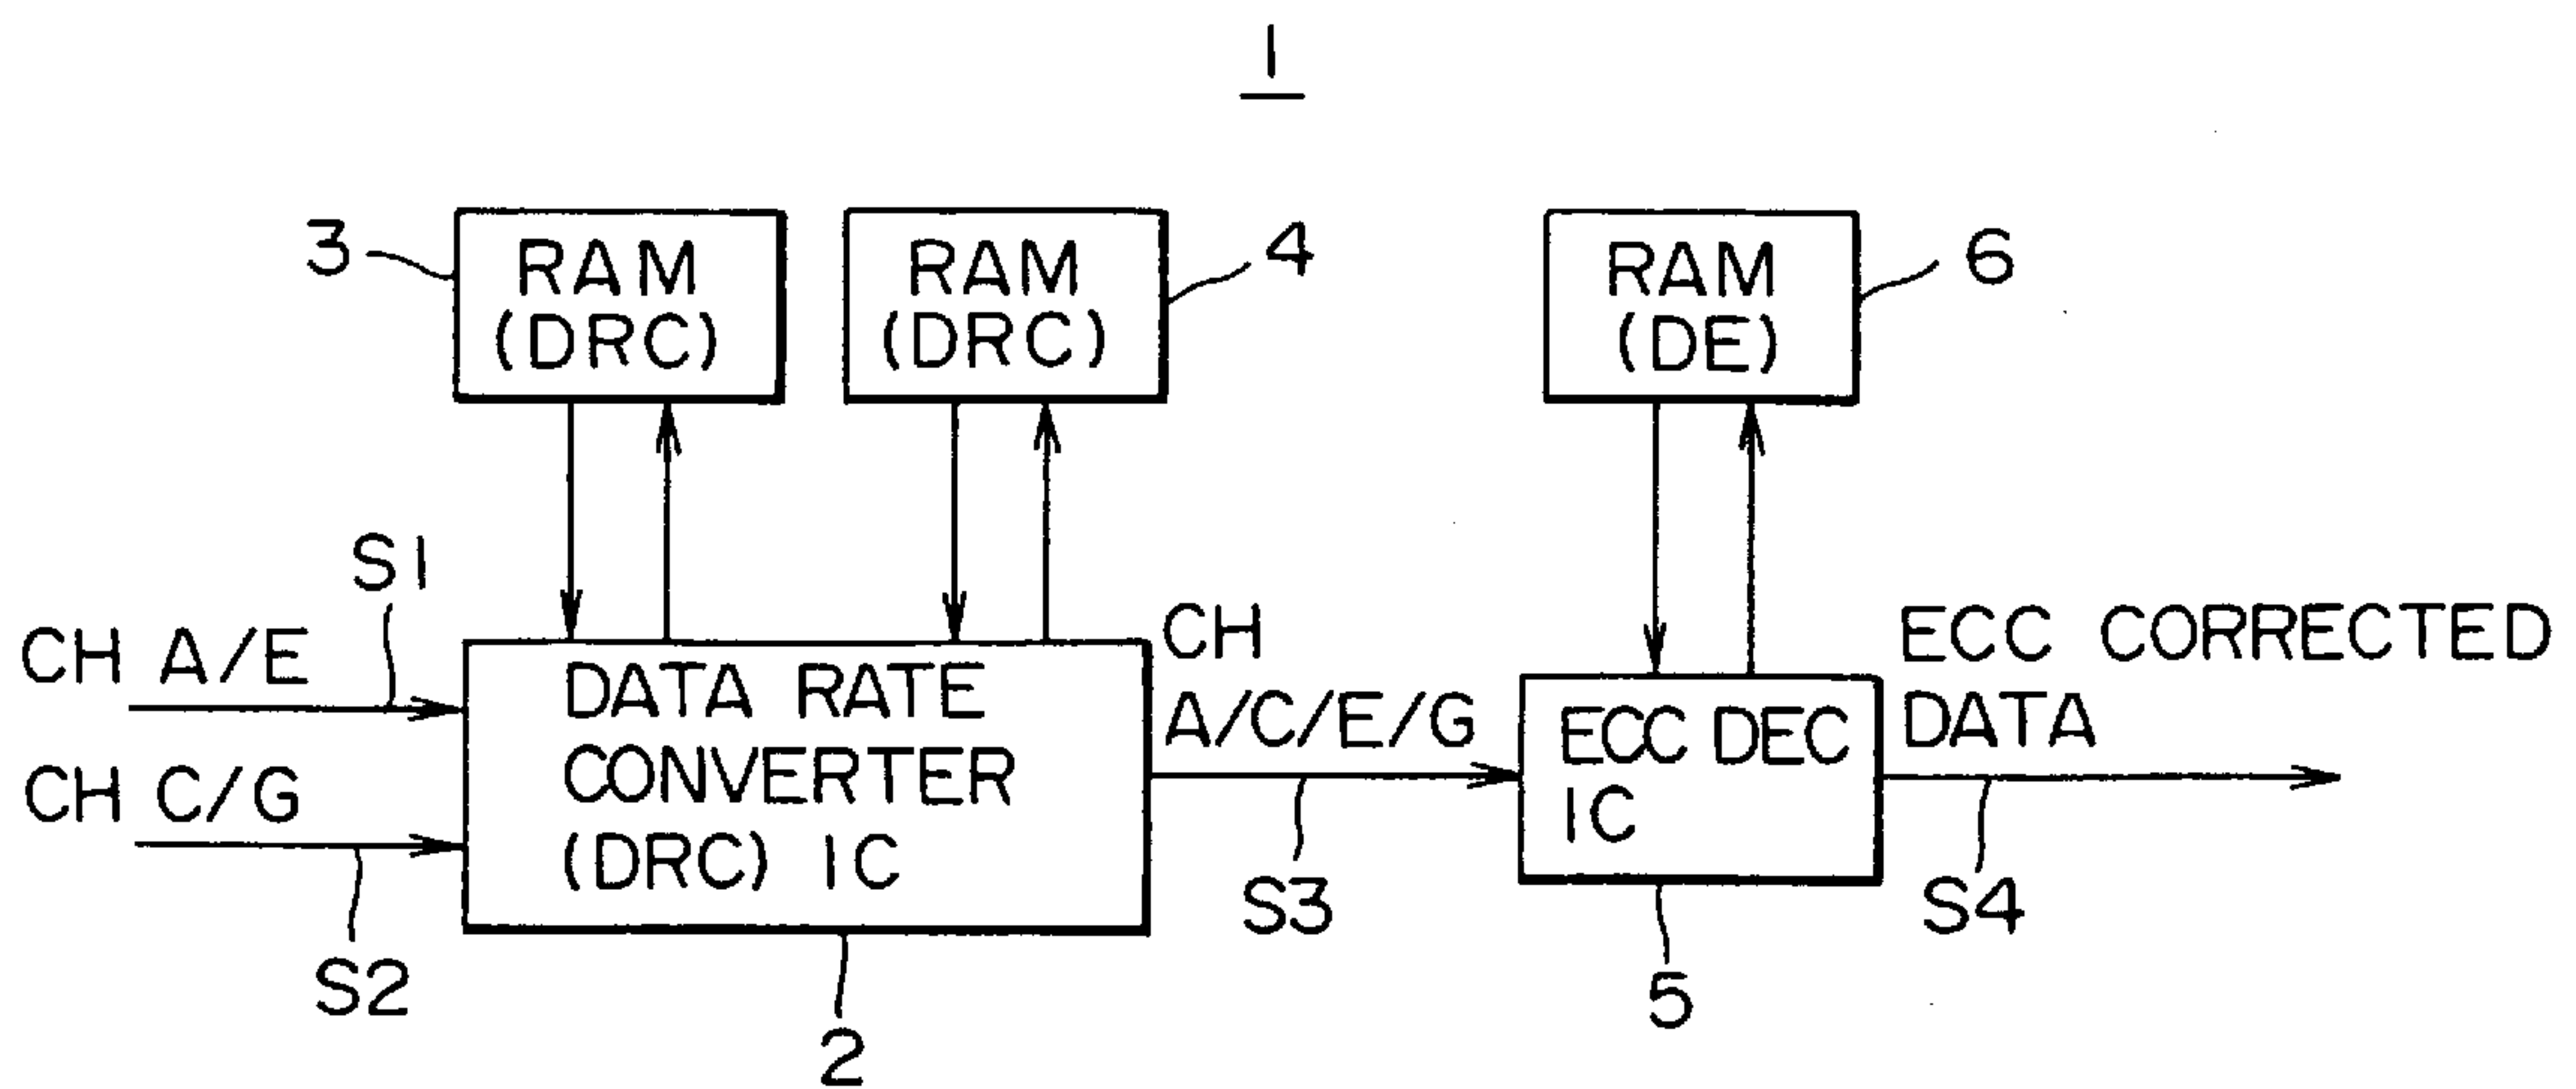 1
3
RAM
(DRC)
RAM
(DRC)
4
RAM
(DE)
6
S1
CH A/E
CH C/G
S2
DATA RATE
CONVERTER
(DRC) IC
2
CH
A/C/E/G
S3
ECC DEC
IC
5
ECC CORRECTED
DATA
S4